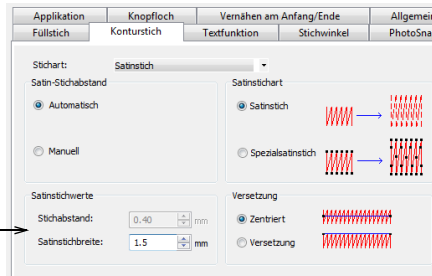 Applikation Knopfloch Vernähen am Anfang/Ende Allgemei
Füllstich Konturstich Textfunktion Stichwinkel PhotoSna
Stichart: Satinstich
Satin-Stichabstand Satinstichart
Automatisch Satinstich
Manuell Spezialsatinstich
Satinstichwerte Versetzung
Stichabstand: 0.40 mm Zentriert
Satinstichbreite: 1.5 mm Versetzung